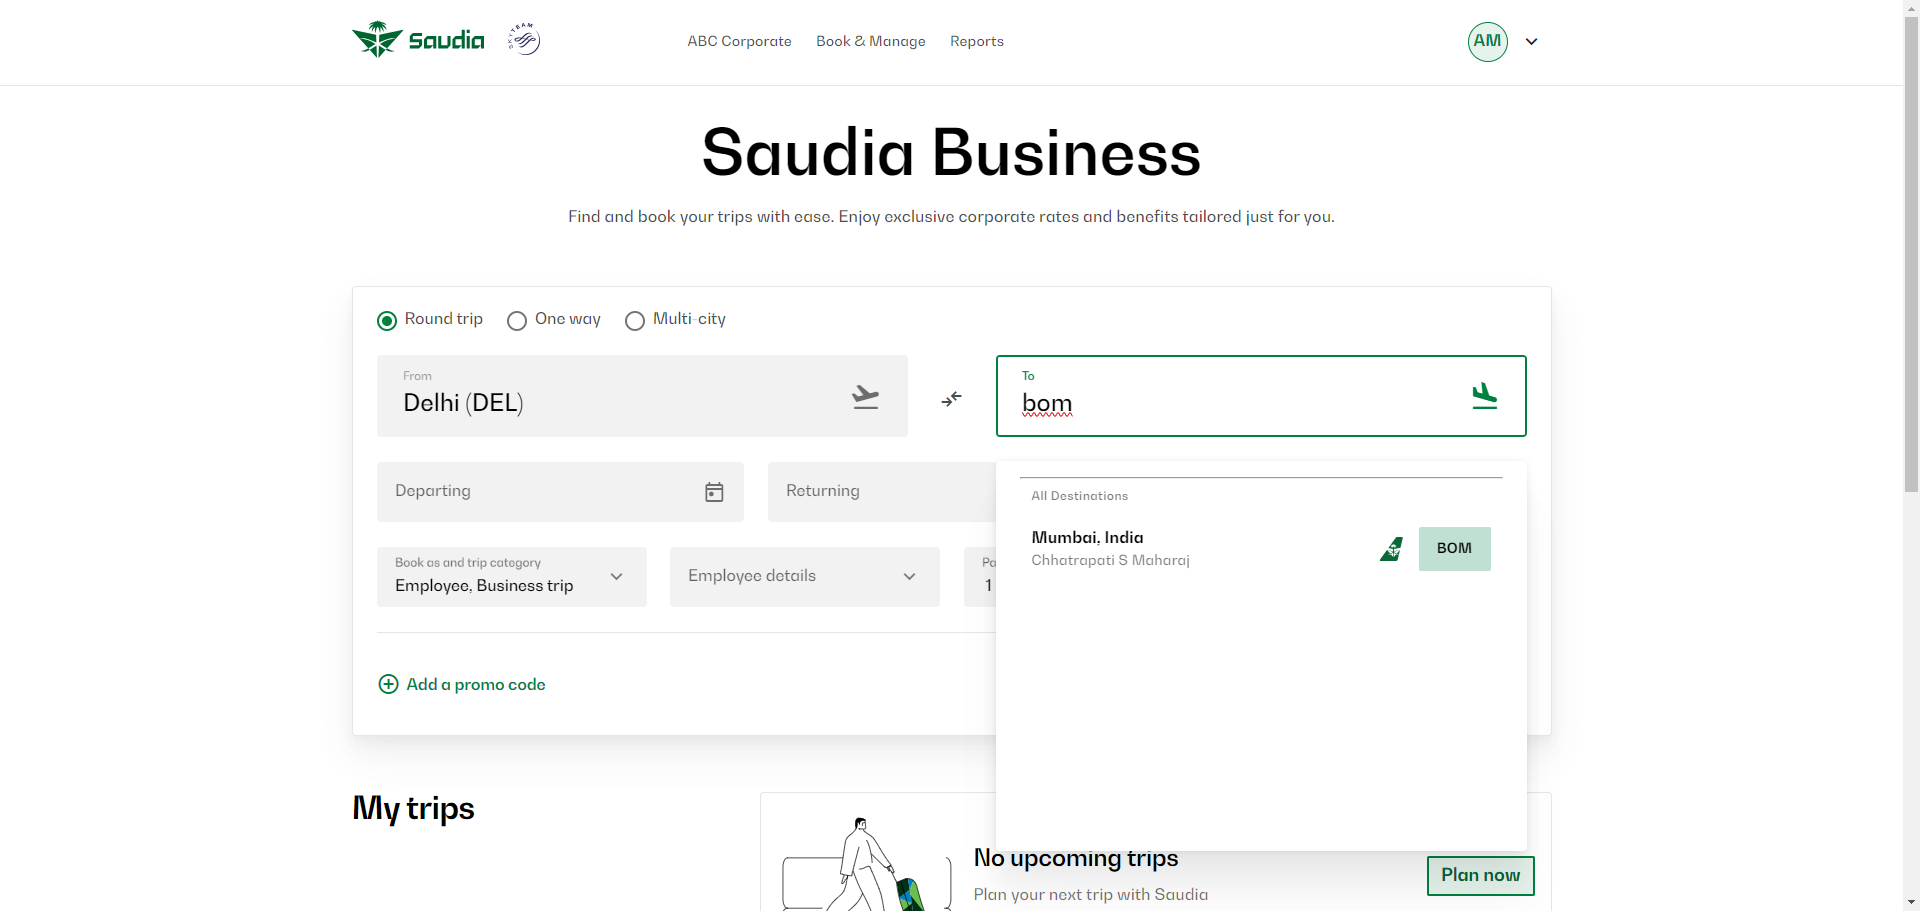 Saudia
SKYTEAM
ABC Corporate
Book & Manage
Reports
AM
Saudia Business
Find and book your trips with ease. Enjoy exclusive corporate rates and benefits tailored just for you.
Round trip
One way
Multi-city
From
Delhi (DEL)
To
bom
Departing
Returning
All Destinations
Mumbai, India
Chhatrapati S Maharaj
BOM
Book as and trip category
Employee, Business trip
Employee details
Pa
1
Add a promo code
My trips
No upcoming trips
Plan your next trip with Saudia
Plan now